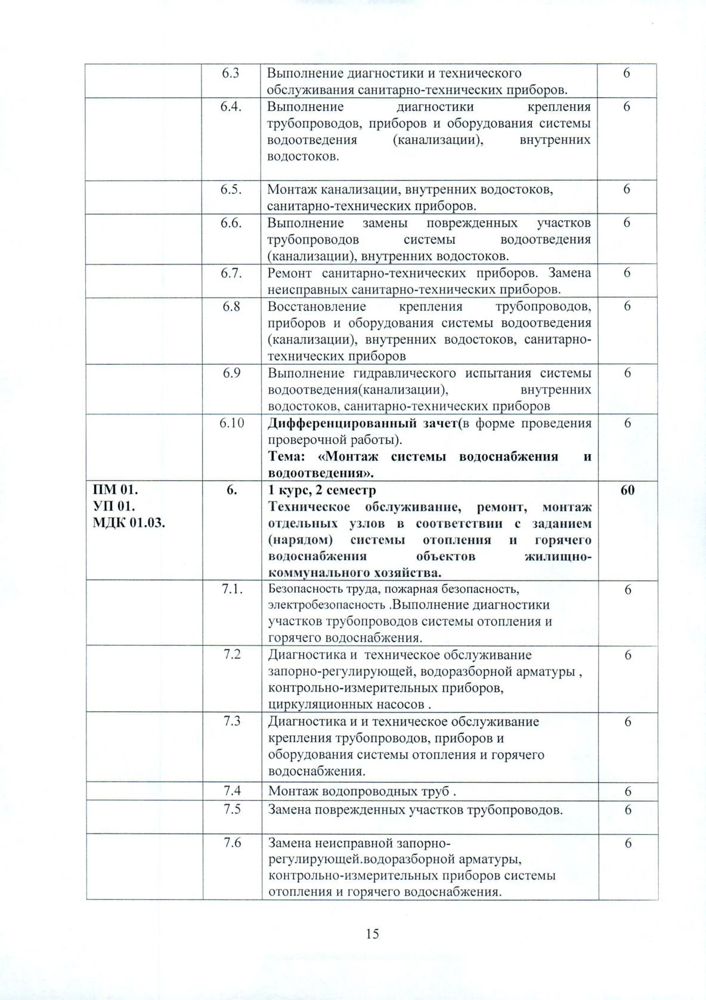 6.3 Выполнение диагностики и технического 6
обслуживания санитарно-технических приборов.
6.4. Выполнение диагностики крепления 6
трубопроводов, приборов и оборудования системы
водоотведения (канализации), внутренних
водостоков.
6.5. Монтаж канализации, внутренних водостоков, 6
санитарно-технических приборов.
6.6. Выполнение замены поврежденных участков 6
трубопроводов системы водоотведения
(канализации), внутренних водостоков.
6.7. Ремонт санитарно-технических приборов. Замена 6
неисправных санитарно-технических приборов.
6.8 Восстановление крепления трубопроводов, 6
приборов и оборудования системы водоотведения
(канализации), внутренних водостоков, санитарно-
технических приборов
6.9 Выполнение гидравлического испытания системы 6
водоотведения(канализации), внутренних
водостоков, санитарно-технических приборов
6.10 Дифференцированный зачет(в форме проведения 6
проверочной работы).
Тема: «Монтаж системы водоснабжения и
водоотведения».
ПМ 01. 6. 1 курс, 2 семестр 60
УП 01. Техническое обслуживание, ремонт, монтаж
МДК 01.03. отдельных узлов в соответствии с заданием
(нарядом) системы отопления и горячего
водоснабжения объектов жилищно-
коммунального хозяйства.
7.1. Безопасность труда, пожарная безопасность, 6
электробезопасность .Выполнение диагностики
участков трубопроводов системы отопления и
горячего водоснабжения.
7.2 Диагностика и техническое обслуживание 6
запорно-регулирующей, водоразборной арматуры ,
контрольно-измерительных приборов,
циркуляционных насосов .
7.3 Диагностика и и техническое обслуживание 6
крепления трубопроводов, приборов и
оборудования системы отопления и горячего
водоснабжения.
7.4 Монтаж водопроводных труб . 6
7.5 Замена поврежденных участков трубопроводов. 6
7.6 Замена неисправной запорно- 6
регулирующей.водоразборной арматуры,
контрольно-измерительных приборов системы
отопления и горячего водоснабжения.
15